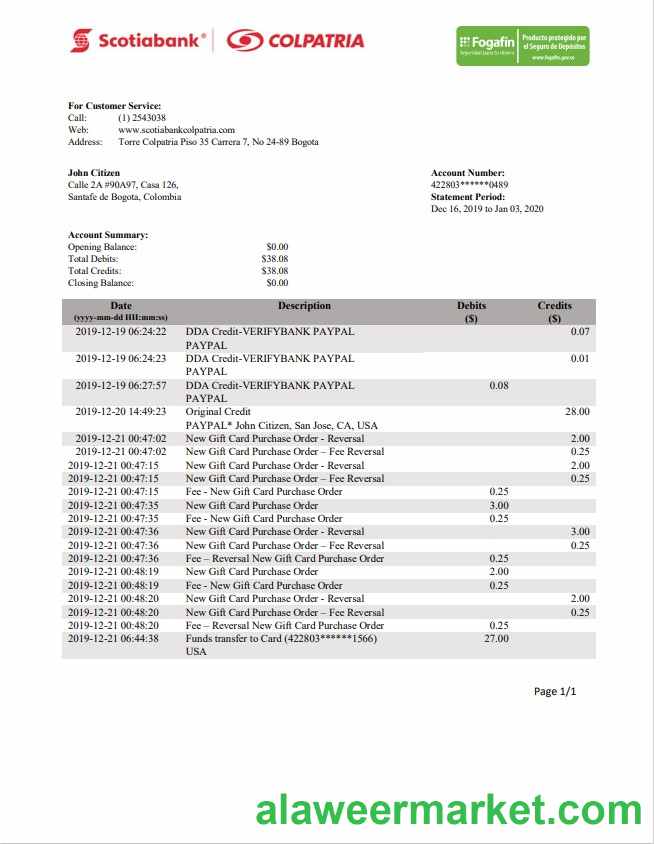 Scotiabank® COLPATRIA
Fogafín
Seguridad para tu dinero
Producto protegido por
el Seguro de Depósitos
www.fogafin.gov.co
For Customer Service:
Call: (1) 2543038
Web: www.scotiabankcolpatria.com
Address: Torre Colpatria Piso 35 Carrera 7, No 24-89 Bogota
John Citizen
Calle 2A #90A97, Casa 126,
Santafe de Bogota, Colombia
Account Number:
422803******0489
Statement Period:
Dec 16, 2019 to Jan 03, 2020
Account Summary:
Opening Balance: $0.00
Total Debits: $38.08
Total Credits: $38.08
Closing Balance: $0.00
Date Description Debits Credits
(yyyy-mm-dd HH:mm:ss) ($) ($)
2019-12-19 06:24:22 DDA Credit-VERIFYBANK PAYPAL 0.07
PAYPAL
2019-12-19 06:24:23 DDA Credit-VERIFYBANK PAYPAL 0.01
PAYPAL
2019-12-19 06:27:57 DDA Credit-VERIFYBANK PAYPAL 0.08
PAYPAL
2019-12-20 14:49:23 Original Credit 28.00
PAYPAL* John Citizen, San Jose, CA, USA
2019-12-21 00:47:02 New Gift Card Purchase Order - Reversal 2.00
2019-12-21 00:47:02 New Gift Card Purchase Order – Fee Reversal 0.25
2019-12-21 00:47:15 New Gift Card Purchase Order - Reversal 2.00
2019-12-21 00:47:15 New Gift Card Purchase Order – Fee Reversal 0.25
2019-12-21 00:47:15 Fee - New Gift Card Purchase Order 0.25
2019-12-21 00:47:35 New Gift Card Purchase Order 3.00
2019-12-21 00:47:35 Fee - New Gift Card Purchase Order 0.25
2019-12-21 00:47:36 New Gift Card Purchase Order - Reversal 3.00
2019-12-21 00:47:36 New Gift Card Purchase Order – Fee Reversal 0.25
2019-12-21 00:47:36 Fee – Reversal New Gift Card Purchase Order 0.25
2019-12-21 00:48:19 New Gift Card Purchase Order 2.00
2019-12-21 00:48:19 Fee - New Gift Card Purchase Order 0.25
2019-12-21 00:48:20 New Gift Card Purchase Order - Reversal 2.00
2019-12-21 00:48:20 New Gift Card Purchase Order – Fee Reversal 0.25
2019-12-21 00:48:20 Fee – Reversal New Gift Card Purchase Order 0.25
2019-12-21 06:44:38 Funds transfer to Card (422803******1566) 27.00
USA
Page 1/1
alaweermarket.com